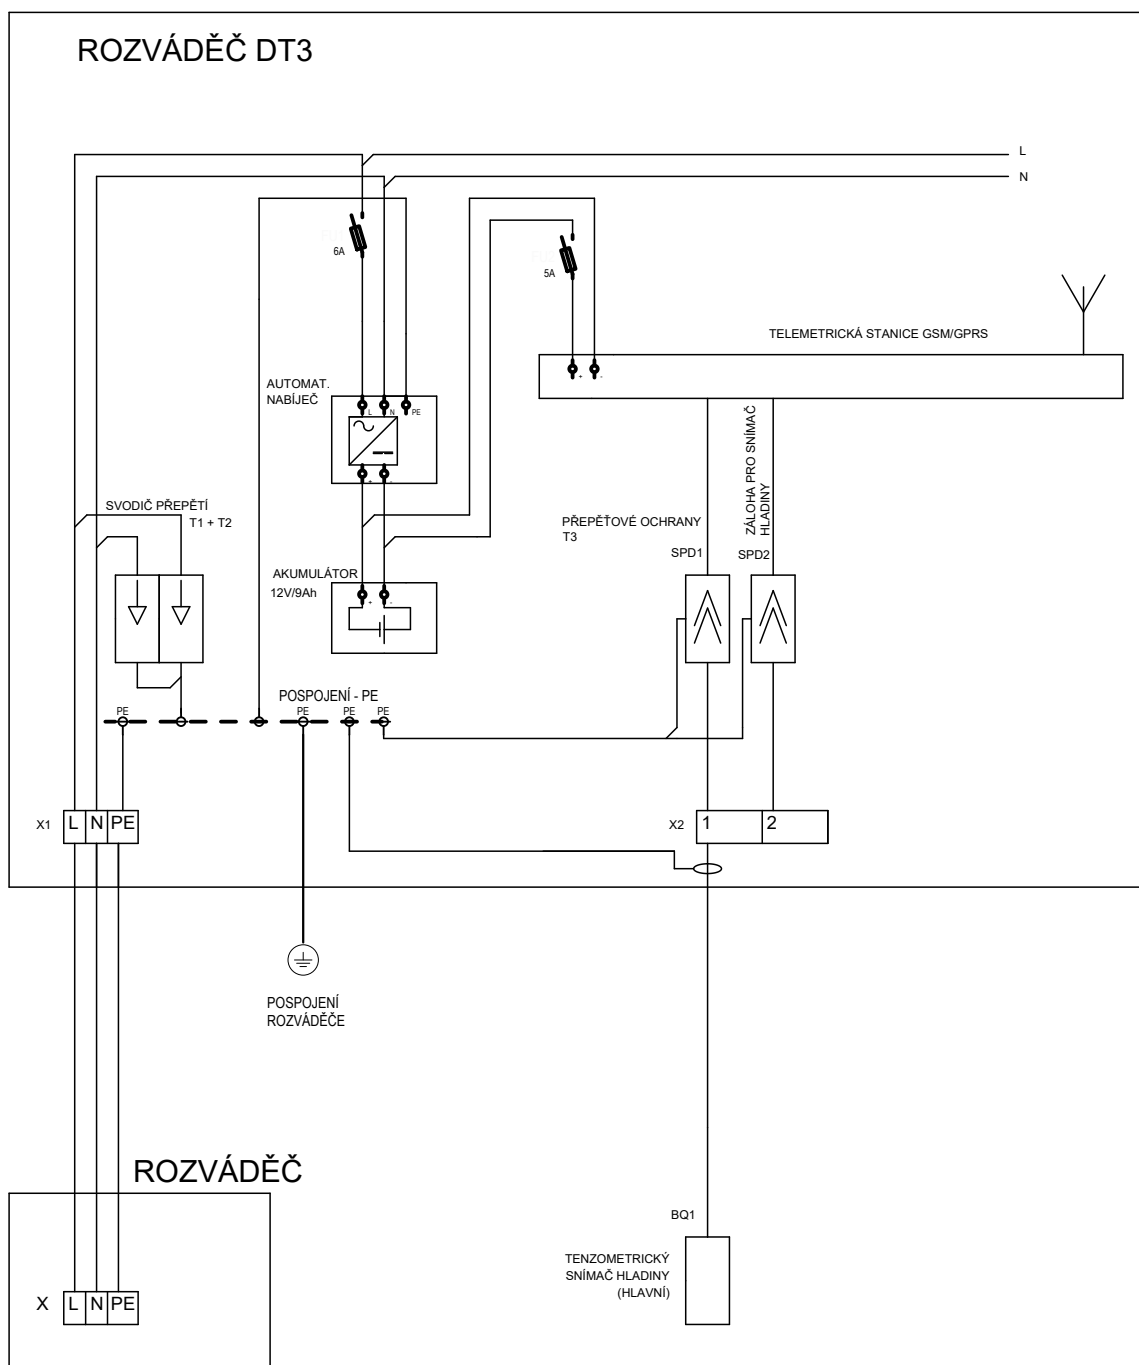 ROZVÁDĚČ DT3
L
N
6A
5A
TELEMETRICKÁ STANICE GSM/GPRS
+ -
AUTOMAT.
NABÍJEČ
L N PE
+ -
ZÁLOHA PRO SNÍMAČ
HLADINY
SVODIČ PŘEPĚTÍ
T1 + T2
PŘEPĚŤOVÉ OCHRANY
T3
SPD1 SPD2
AKUMULÁTOR
12V/9Ah
+ -
POSPOJENÍ - PE
PE PE PE PE
X1 L N PE
X2 1 2
POSPOJENÍ
ROZVÁDĚČE
ROZVÁDĚČ
BQ1
TENZOMETRICKÝ
SNÍMAČ HLADINY
(HLAVNÍ)
X L N PE